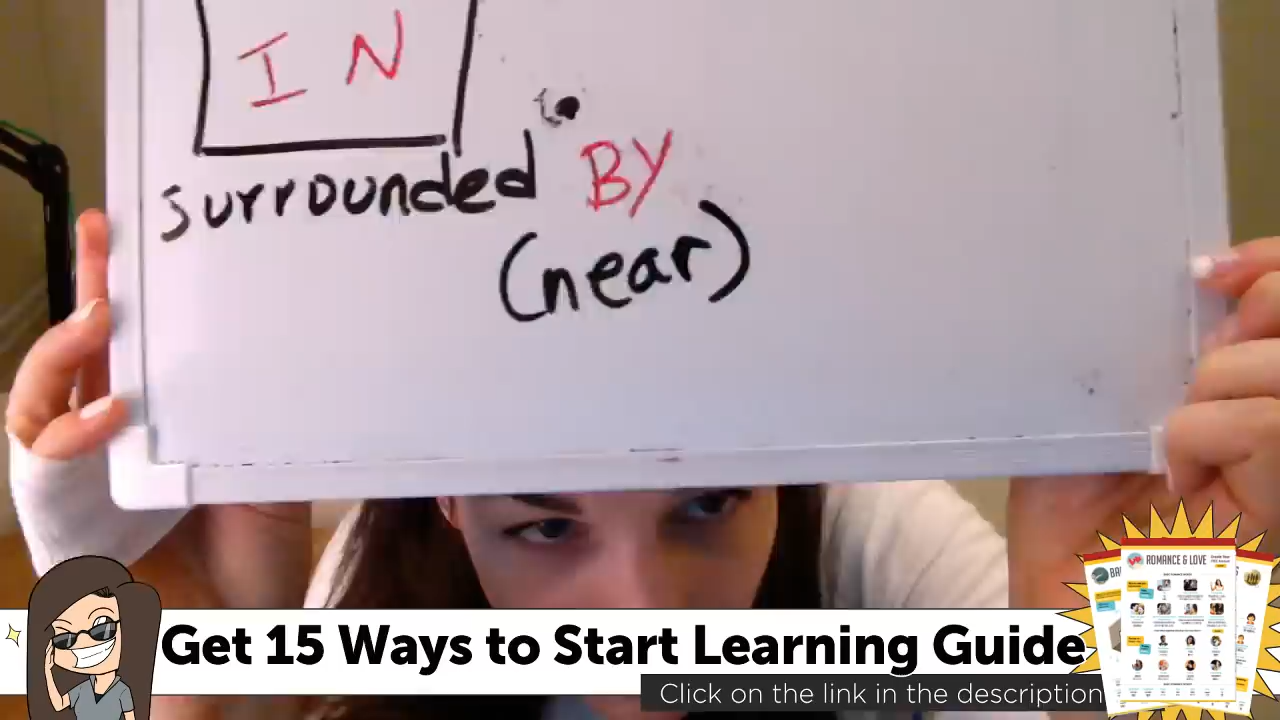 IN
surrounded BY
(near)
Get 15 Ways to Start Learning Guide
Click on the link in the description
ROMANCE & LOVE